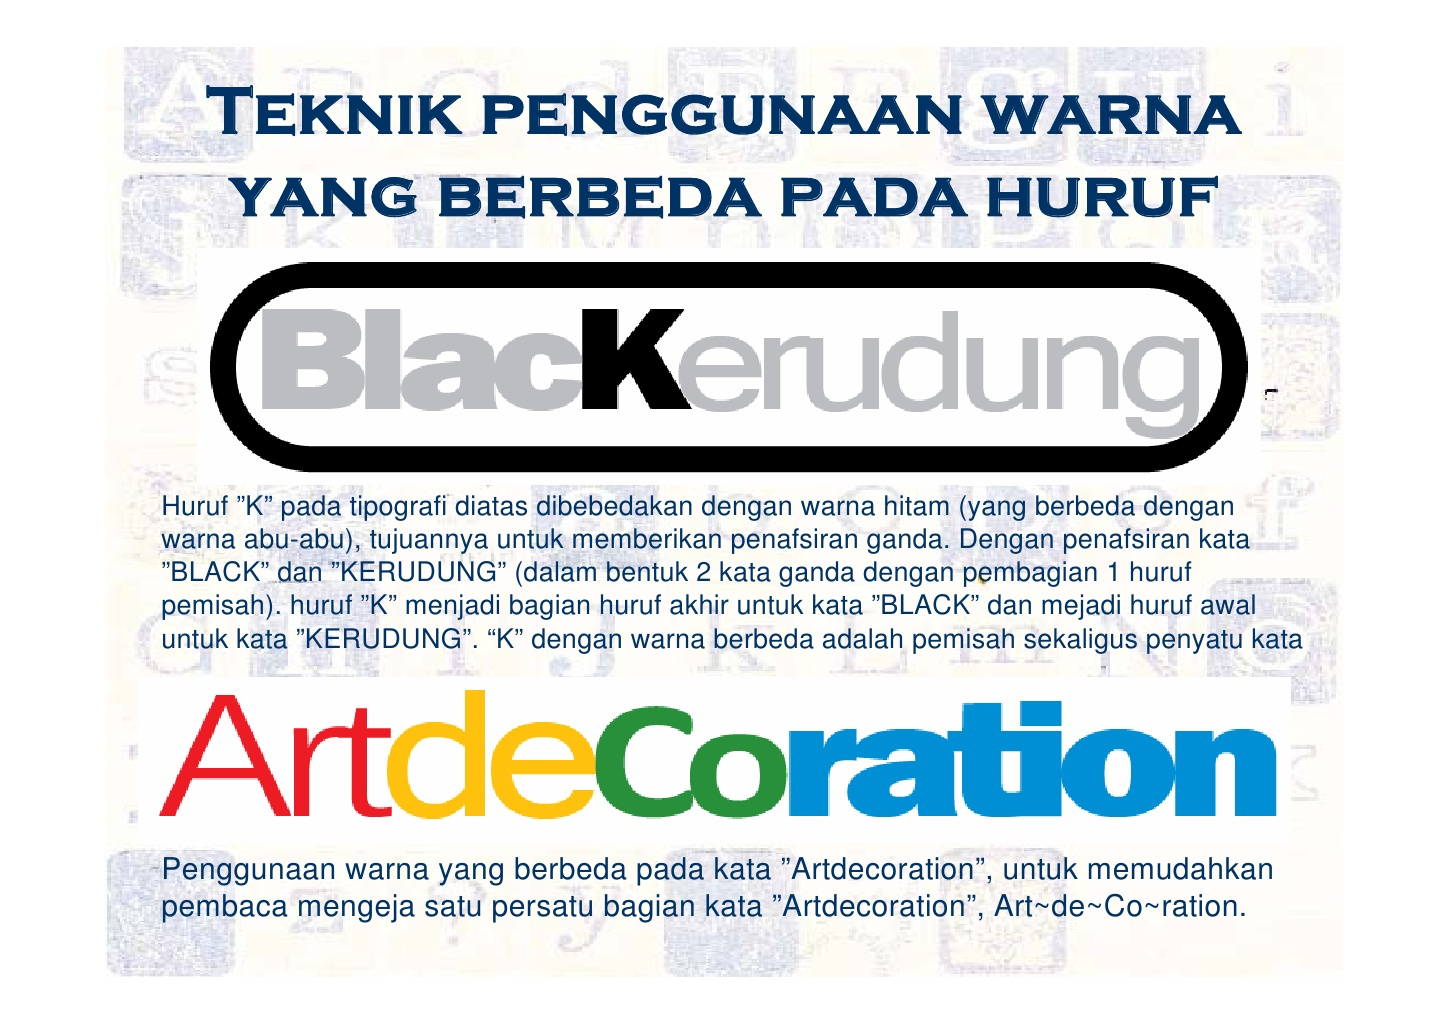 TEKNIK PENGGUNAAN WARNA
YANG BERBEDA PADA HURUF
BlacKerudung
Huruf ”K” pada tipografi diatas dibebedakan dengan warna hitam (yang berbeda dengan
warna abu-abu), tujuannya untuk memberikan penafsiran ganda. Dengan penafsiran kata
”BLACK” dan ”KERUDUNG” (dalam bentuk 2 kata ganda dengan pembagian 1 huruf
pemisah). huruf ”K” menjadi bagian huruf akhir untuk kata ”BLACK” dan mejadi huruf awal
untuk kata ”KERUDUNG”. “K” dengan warna berbeda adalah pemisah sekaligus penyatu kata
ArtdeCoration
Penggunaan warna yang berbeda pada kata ”Artdecoration”, untuk memudahkan
pembaca mengeja satu persatu bagian kata ”Artdecoration”, Art~de~Co~ration.